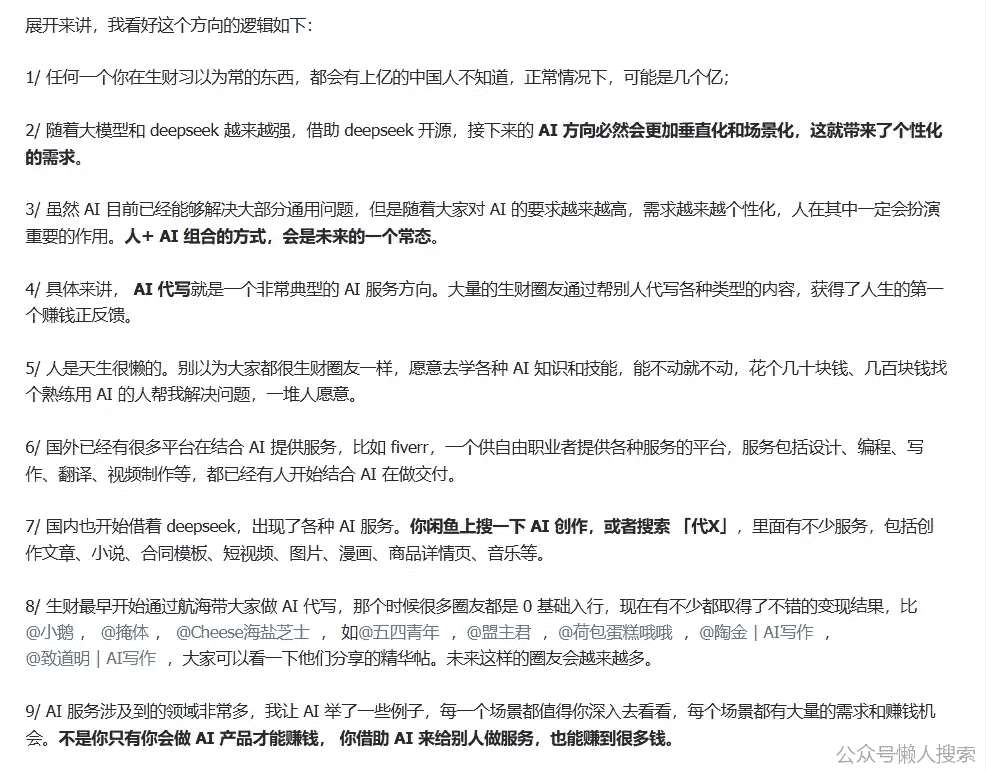 展开来讲，我看好这个方向的逻辑如下：
1/ 任何一个你在生财习以为常的东西，都会有上亿的中国人不知道，正常情况下，可能是几个亿；
2/ 随着大模型和 deepseek 越来越强，借助 deepseek 开源，接下来的 AI 方向必然会更加垂直化和场景化，这就带来了个性化
的需求。
3/ 虽然 AI 目前已经能够解决大部分通用问题，但是随着大家对 AI 的要求越来越高，需求越来越个性化，人在其中一定会扮演
重要的作用。人+ AI 组合的方式，会是未来的一个常态。
4/ 具体来讲， AI 代写就是一个非常典型的 AI 服务方向。大量的生财圈友通过帮别人代写各种类型的内容，获得了人生的第一
个赚钱正反馈。
5/ 人是天生很懒的。别以为大家都很生财圈友一样，愿意去学各种 AI 知识和技能，能不动就不动，花个几十块钱、几百块钱找
个熟练用 AI 的人帮我解决问题，一堆人愿意。
6/ 国外已经有很多平台在结合 AI 提供服务，比如 fiverr，一个供自由职业者提供各种服务的平台，服务包括设计、编程、写
作、翻译、视频制作等，都已经有人开始结合 AI 在做交付。
7/ 国内也开始借着 deepseek，出现了各种 AI 服务。你闲鱼上搜一下 AI 创作，或者搜索 「代X」，里面有不少服务，包括创
作文章、小说、合同模板、短视频、图片、漫画、商品详情页、音乐等。
8/ 生财最早开始通过航海带大家做 AI 代写，那个时候很多圈友都是 0 基础入行，现在有不少都取得了不错的变现结果，比
@小鹅 ， @掩体 ， @Cheese海盐芝士 ， 如@五四青年 ，@盟主君 ，@荷包蛋糕哦哦 ，@陶金 | AI写作 ，
@致道明 | AI写作 ，大家可以看一下他们分享的精华帖。未来这样的圈友会越来越多。
9/ AI 服务涉及到的领域非常多，我让 AI 举了一些例子，每一个场景都值得你深入去看看，每个场景都有大量的需求和赚钱机
会。不是你只有你会做 AI 产品才能赚钱， 你借助 AI 来给别人做服务，也能赚到很多钱。
公众号懒人搜索